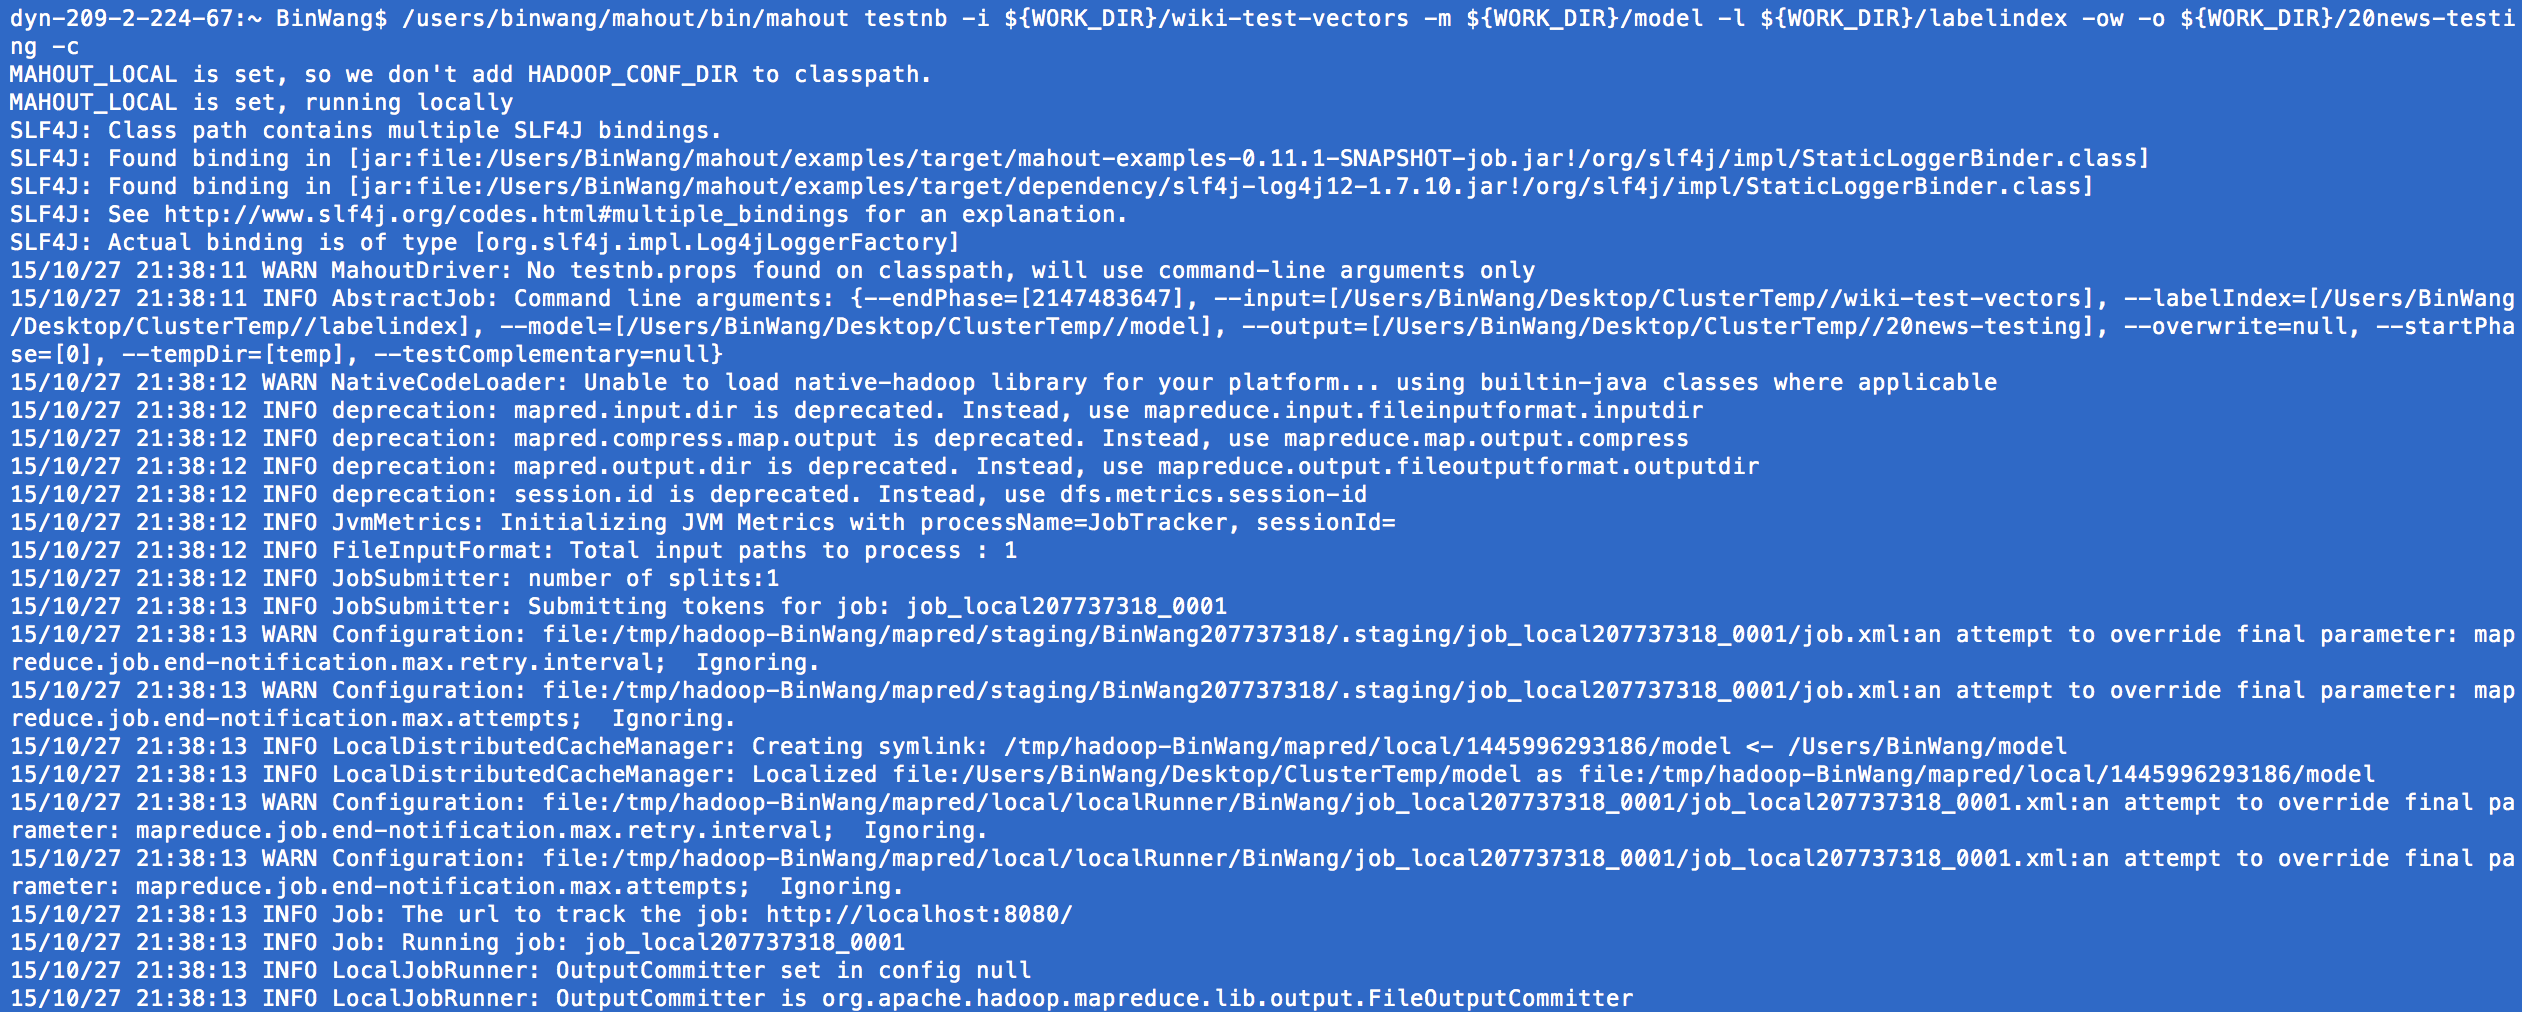 dyn-209-2-224-67:~ BinWang$ /users/binwang/mahout/bin/mahout testnb -i ${WORK_DIR}/wiki-test-vectors -m ${WORK_DIR}/model -l ${WORK_DIR}/labelindex -ow -o ${WORK_DIR}/20news-testi
ng -c
MAHOUT_LOCAL is set, so we don't add HADOOP_CONF_DIR to classpath.
MAHOUT_LOCAL is set, running locally
SLF4J: Class path contains multiple SLF4J bindings.
SLF4J: Found binding in [jar:file:/Users/BinWang/mahout/examples/target/mahout-examples-0.11.1-SNAPSHOT-job.jar!/org/slf4j/impl/StaticLoggerBinder.class]
SLF4J: Found binding in [jar:file:/Users/BinWang/mahout/examples/target/dependency/slf4j-log4j12-1.7.10.jar!/org/slf4j/impl/StaticLoggerBinder.class]
SLF4J: See http://www.slf4j.org/codes.html#multiple_bindings for an explanation.
SLF4J: Actual binding is of type [org.slf4j.impl.Log4jLoggerFactory]
15/10/27 21:38:11 WARN MahoutDriver: No testnb.props found on classpath, will use command-line arguments only
15/10/27 21:38:11 INFO AbstractJob: Command line arguments: {--endPhase=[2147483647], --input=[/Users/BinWang/Desktop/ClusterTemp//wiki-test-vectors], --labelIndex=[/Users/BinWang
/Desktop/ClusterTemp//labelindex], --model=[/Users/BinWang/Desktop/ClusterTemp//model], --output=[/Users/BinWang/Desktop/ClusterTemp//20news-testing], --overwrite=null, --startPha
se=[0], --tempDir=[temp], --testComplementary=null}
15/10/27 21:38:12 WARN NativeCodeLoader: Unable to load native-hadoop library for your platform... using builtin-java classes where applicable
15/10/27 21:38:12 INFO deprecation: mapred.input.dir is deprecated. Instead, use mapreduce.input.fileinputformat.inputdir
15/10/27 21:38:12 INFO deprecation: mapred.compress.map.output is deprecated. Instead, use mapreduce.map.output.compress
15/10/27 21:38:12 INFO deprecation: mapred.output.dir is deprecated. Instead, use mapreduce.output.fileoutputformat.outputdir
15/10/27 21:38:12 INFO deprecation: session.id is deprecated. Instead, use dfs.metrics.session-id
15/10/27 21:38:12 INFO JvmMetrics: Initializing JVM Metrics with processName=JobTracker, sessionId=
15/10/27 21:38:12 INFO FileInputFormat: Total input paths to process : 1
15/10/27 21:38:12 INFO JobSubmitter: number of splits:1
15/10/27 21:38:13 INFO JobSubmitter: Submitting tokens for job: job_local207737318_0001
15/10/27 21:38:13 WARN Configuration: file:/tmp/hadoop-BinWang/mapred/staging/BinWang207737318/.staging/job_local207737318_0001/job.xml:an attempt to override final parameter: map
reduce.job.end-notification.max.retry.interval;  Ignoring.
15/10/27 21:38:13 WARN Configuration: file:/tmp/hadoop-BinWang/mapred/staging/BinWang207737318/.staging/job_local207737318_0001/job.xml:an attempt to override final parameter: map
reduce.job.end-notification.max.attempts;  Ignoring.
15/10/27 21:38:13 INFO LocalDistributedCacheManager: Creating symlink: /tmp/hadoop-BinWang/mapred/local/1445996293186/model <- /Users/BinWang/model
15/10/27 21:38:13 INFO LocalDistributedCacheManager: Localized file:/Users/BinWang/Desktop/ClusterTemp/model as file:/tmp/hadoop-BinWang/mapred/local/1445996293186/model
15/10/27 21:38:13 WARN Configuration: file:/tmp/hadoop-BinWang/mapred/local/localRunner/BinWang/job_local207737318_0001/job_local207737318_0001.xml:an attempt to override final pa
rameter: mapreduce.job.end-notification.max.retry.interval;  Ignoring.
15/10/27 21:38:13 WARN Configuration: file:/tmp/hadoop-BinWang/mapred/local/localRunner/BinWang/job_local207737318_0001/job_local207737318_0001.xml:an attempt to override final pa
rameter: mapreduce.job.end-notification.max.attempts;  Ignoring.
15/10/27 21:38:13 INFO Job: The url to track the job: http://localhost:8080/
15/10/27 21:38:13 INFO Job: Running job: job_local207737318_0001
15/10/27 21:38:13 INFO LocalJobRunner: OutputCommitter set in config null
15/10/27 21:38:13 INFO LocalJobRunner: OutputCommitter is org.apache.hadoop.mapreduce.lib.output.FileOutputCommitter